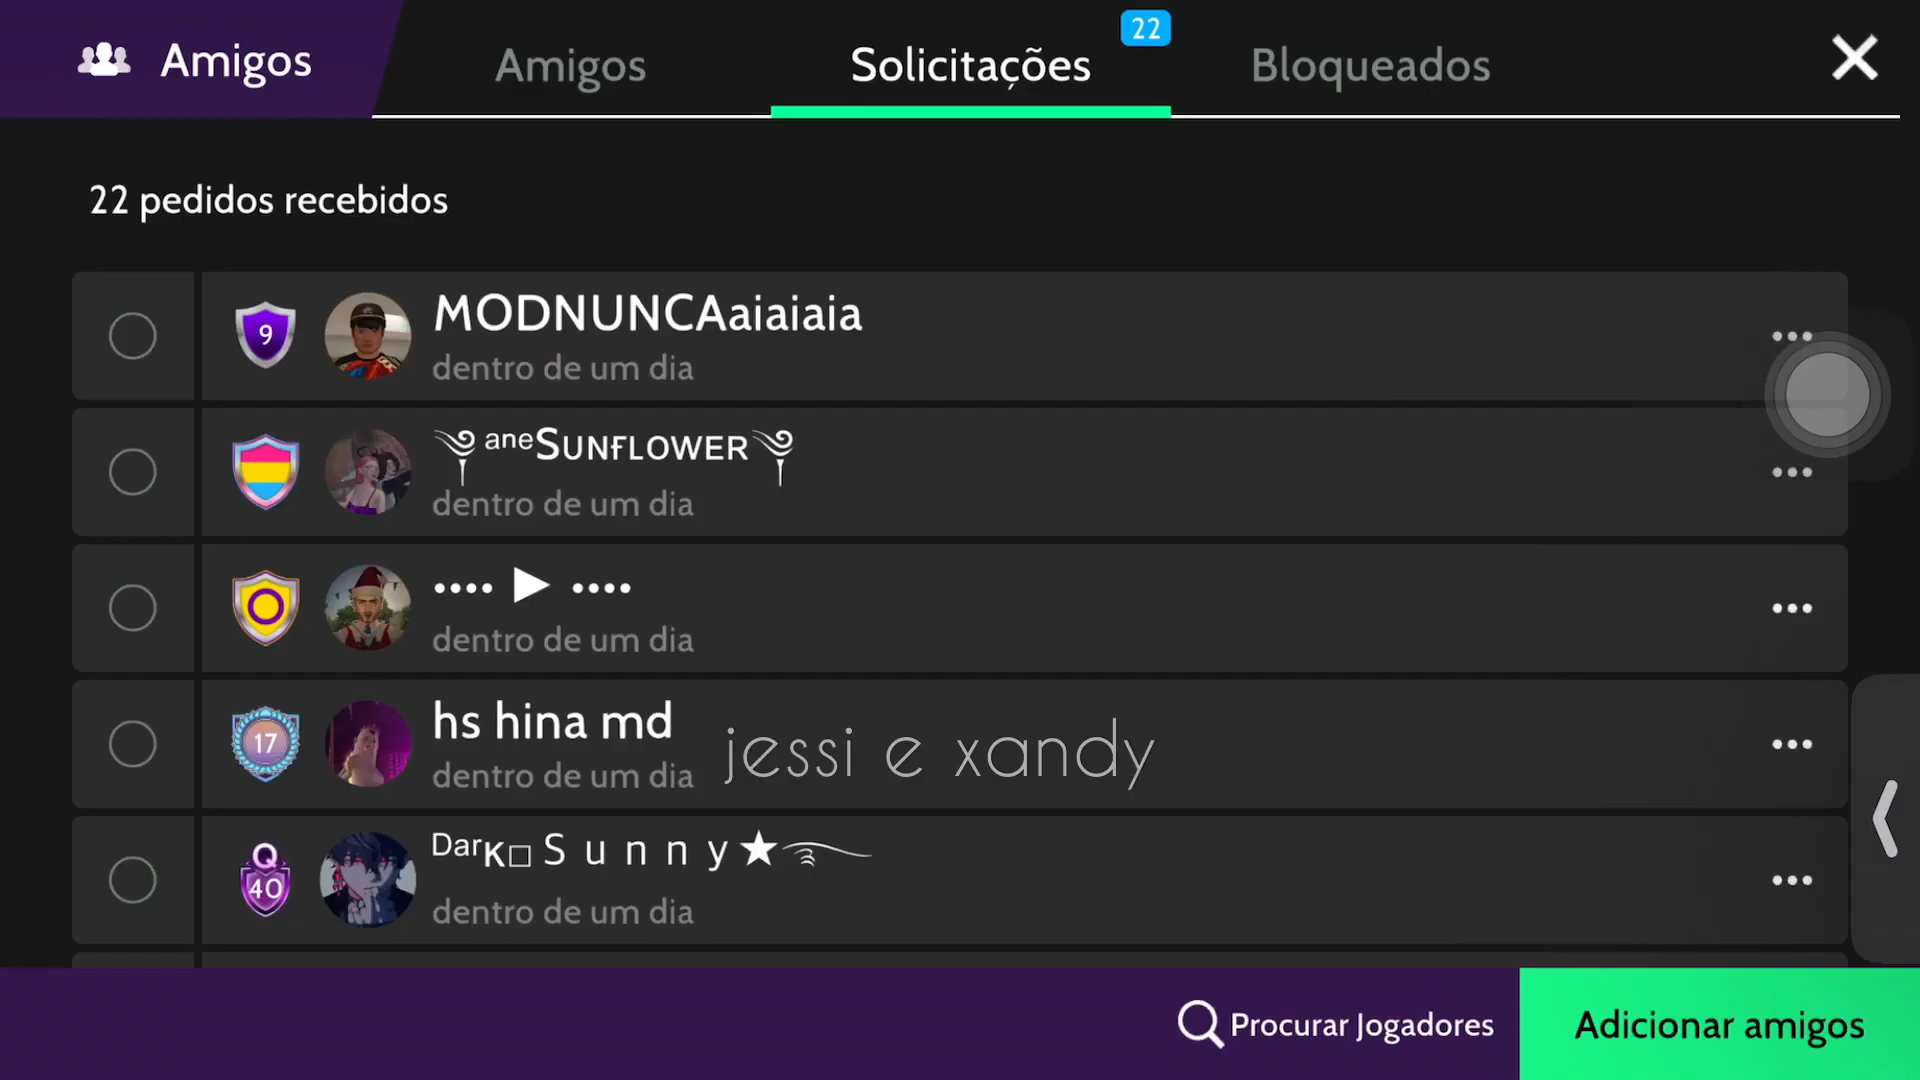 Amigos
Amigos
Solicitações
22
Bloqueados
22 pedidos recebidos
9
MODNUNCAaiaiaia
dentro de um dia
ᵃⁿᵉSUNFLOWER
dentro de um dia
•••• ▶ ••••
dentro de um dia
17
hs hina md
dentro de um dia
jessi e xandy
Q
40
ᴰᵃʳK□ S u n n y★
dentro de um dia
Procurar Jogadores
Adicionar amigos